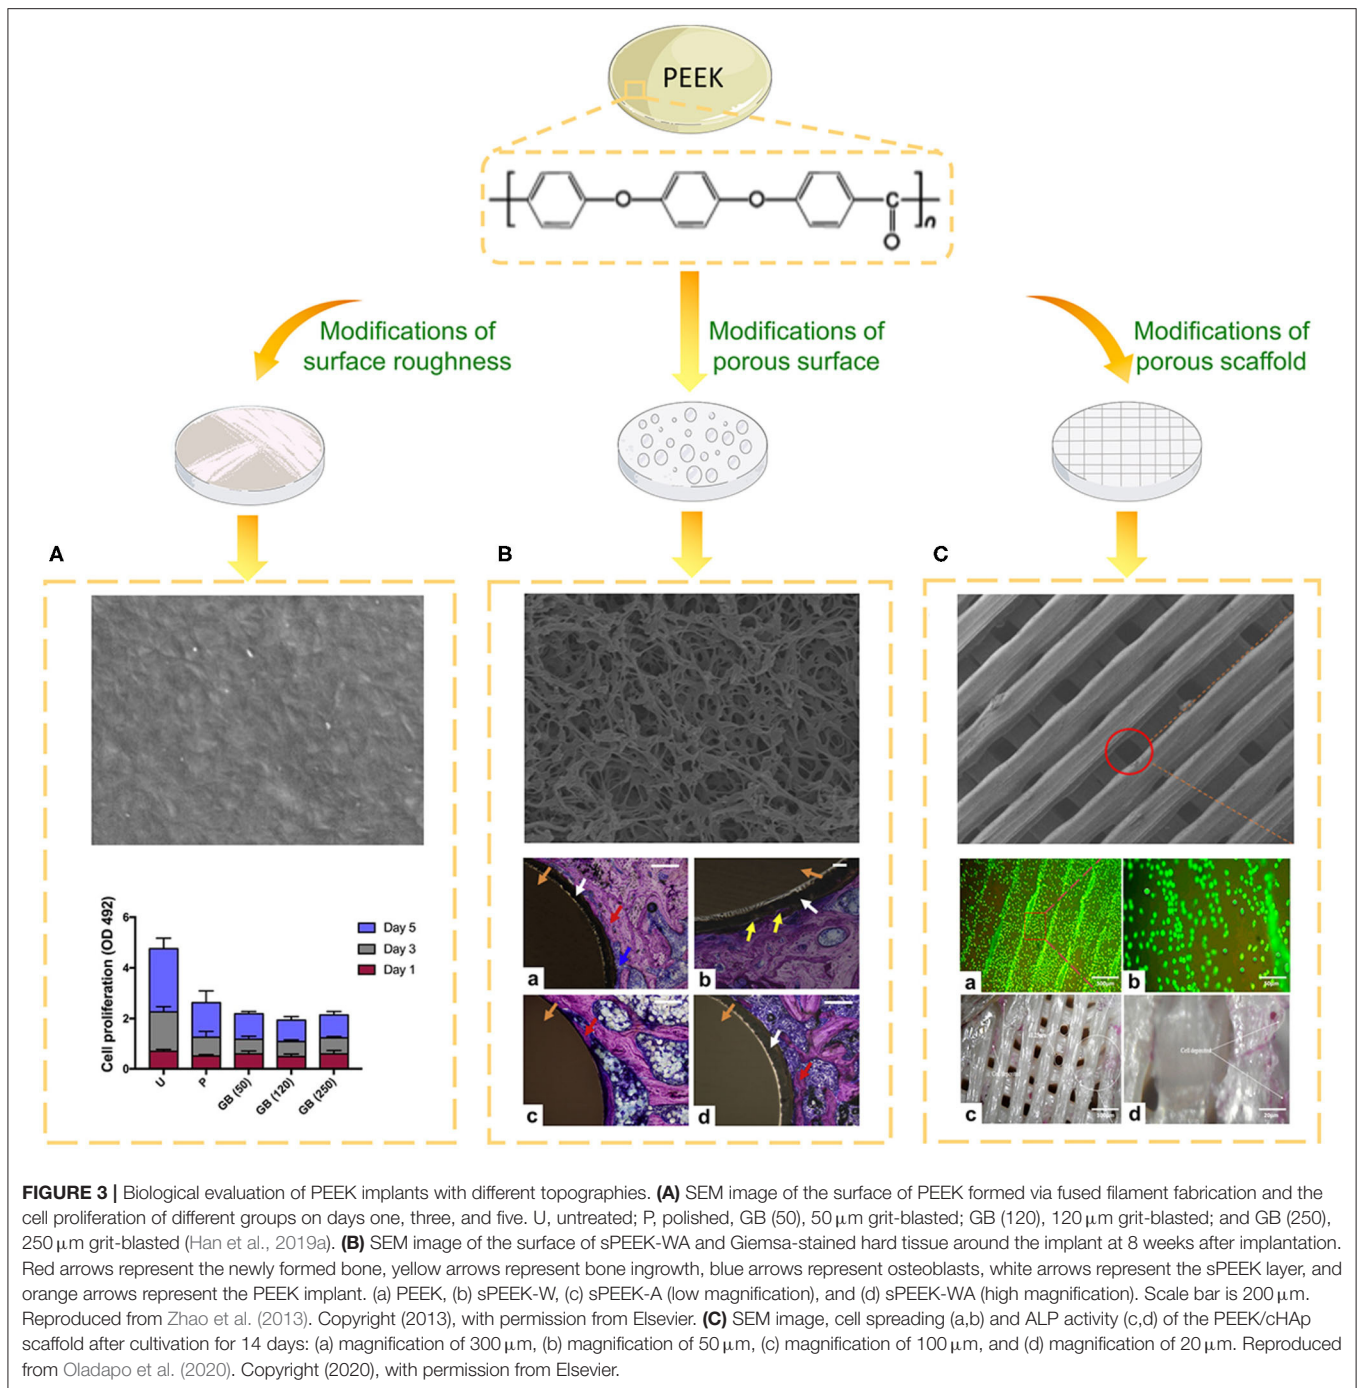 PEEK
O
O
C
O
n
Modifications of
surface roughness
Modifications of
porous surface
Modifications of
porous scaffold
A
B
C
Cell proliferation (OD 492)
6
4
2
0
Day 5
Day 3
Day 1
U
P
GB (50)
GB (120)
GB (250)
a
b
c
d
a
b
c
d
Cell deposited
FIGURE 3 | Biological evaluation of PEEK implants with different topographies. (A) SEM image of the surface of PEEK formed via fused filament fabrication and the
cell proliferation of different groups on days one, three, and five. U, untreated; P, polished, GB (50), 50 μm grit-blasted; GB (120), 120 μm grit-blasted; and GB (250),
250 μm grit-blasted (Han et al., 2019a). (B) SEM image of the surface of sPEEK-WA and Giemsa-stained hard tissue around the implant at 8 weeks after implantation.
Red arrows represent the newly formed bone, yellow arrows represent bone ingrowth, blue arrows represent osteoblasts, white arrows represent the sPEEK layer, and
orange arrows represent the PEEK implant. (a) PEEK, (b) sPEEK-W, (c) sPEEK-A (low magnification), and (d) sPEEK-WA (high magnification). Scale bar is 200 μm.
Reproduced from Zhao et al. (2013). Copyright (2013), with permission from Elsevier. (C) SEM image, cell spreading (a,b) and ALP activity (c,d) of the PEEK/cHAp
scaffold after cultivation for 14 days: (a) magnification of 300 μm, (b) magnification of 50 μm, (c) magnification of 100 μm, and (d) magnification of 20 μm. Reproduced
from Oladapo et al. (2020). Copyright (2020), with permission from Elsevier.